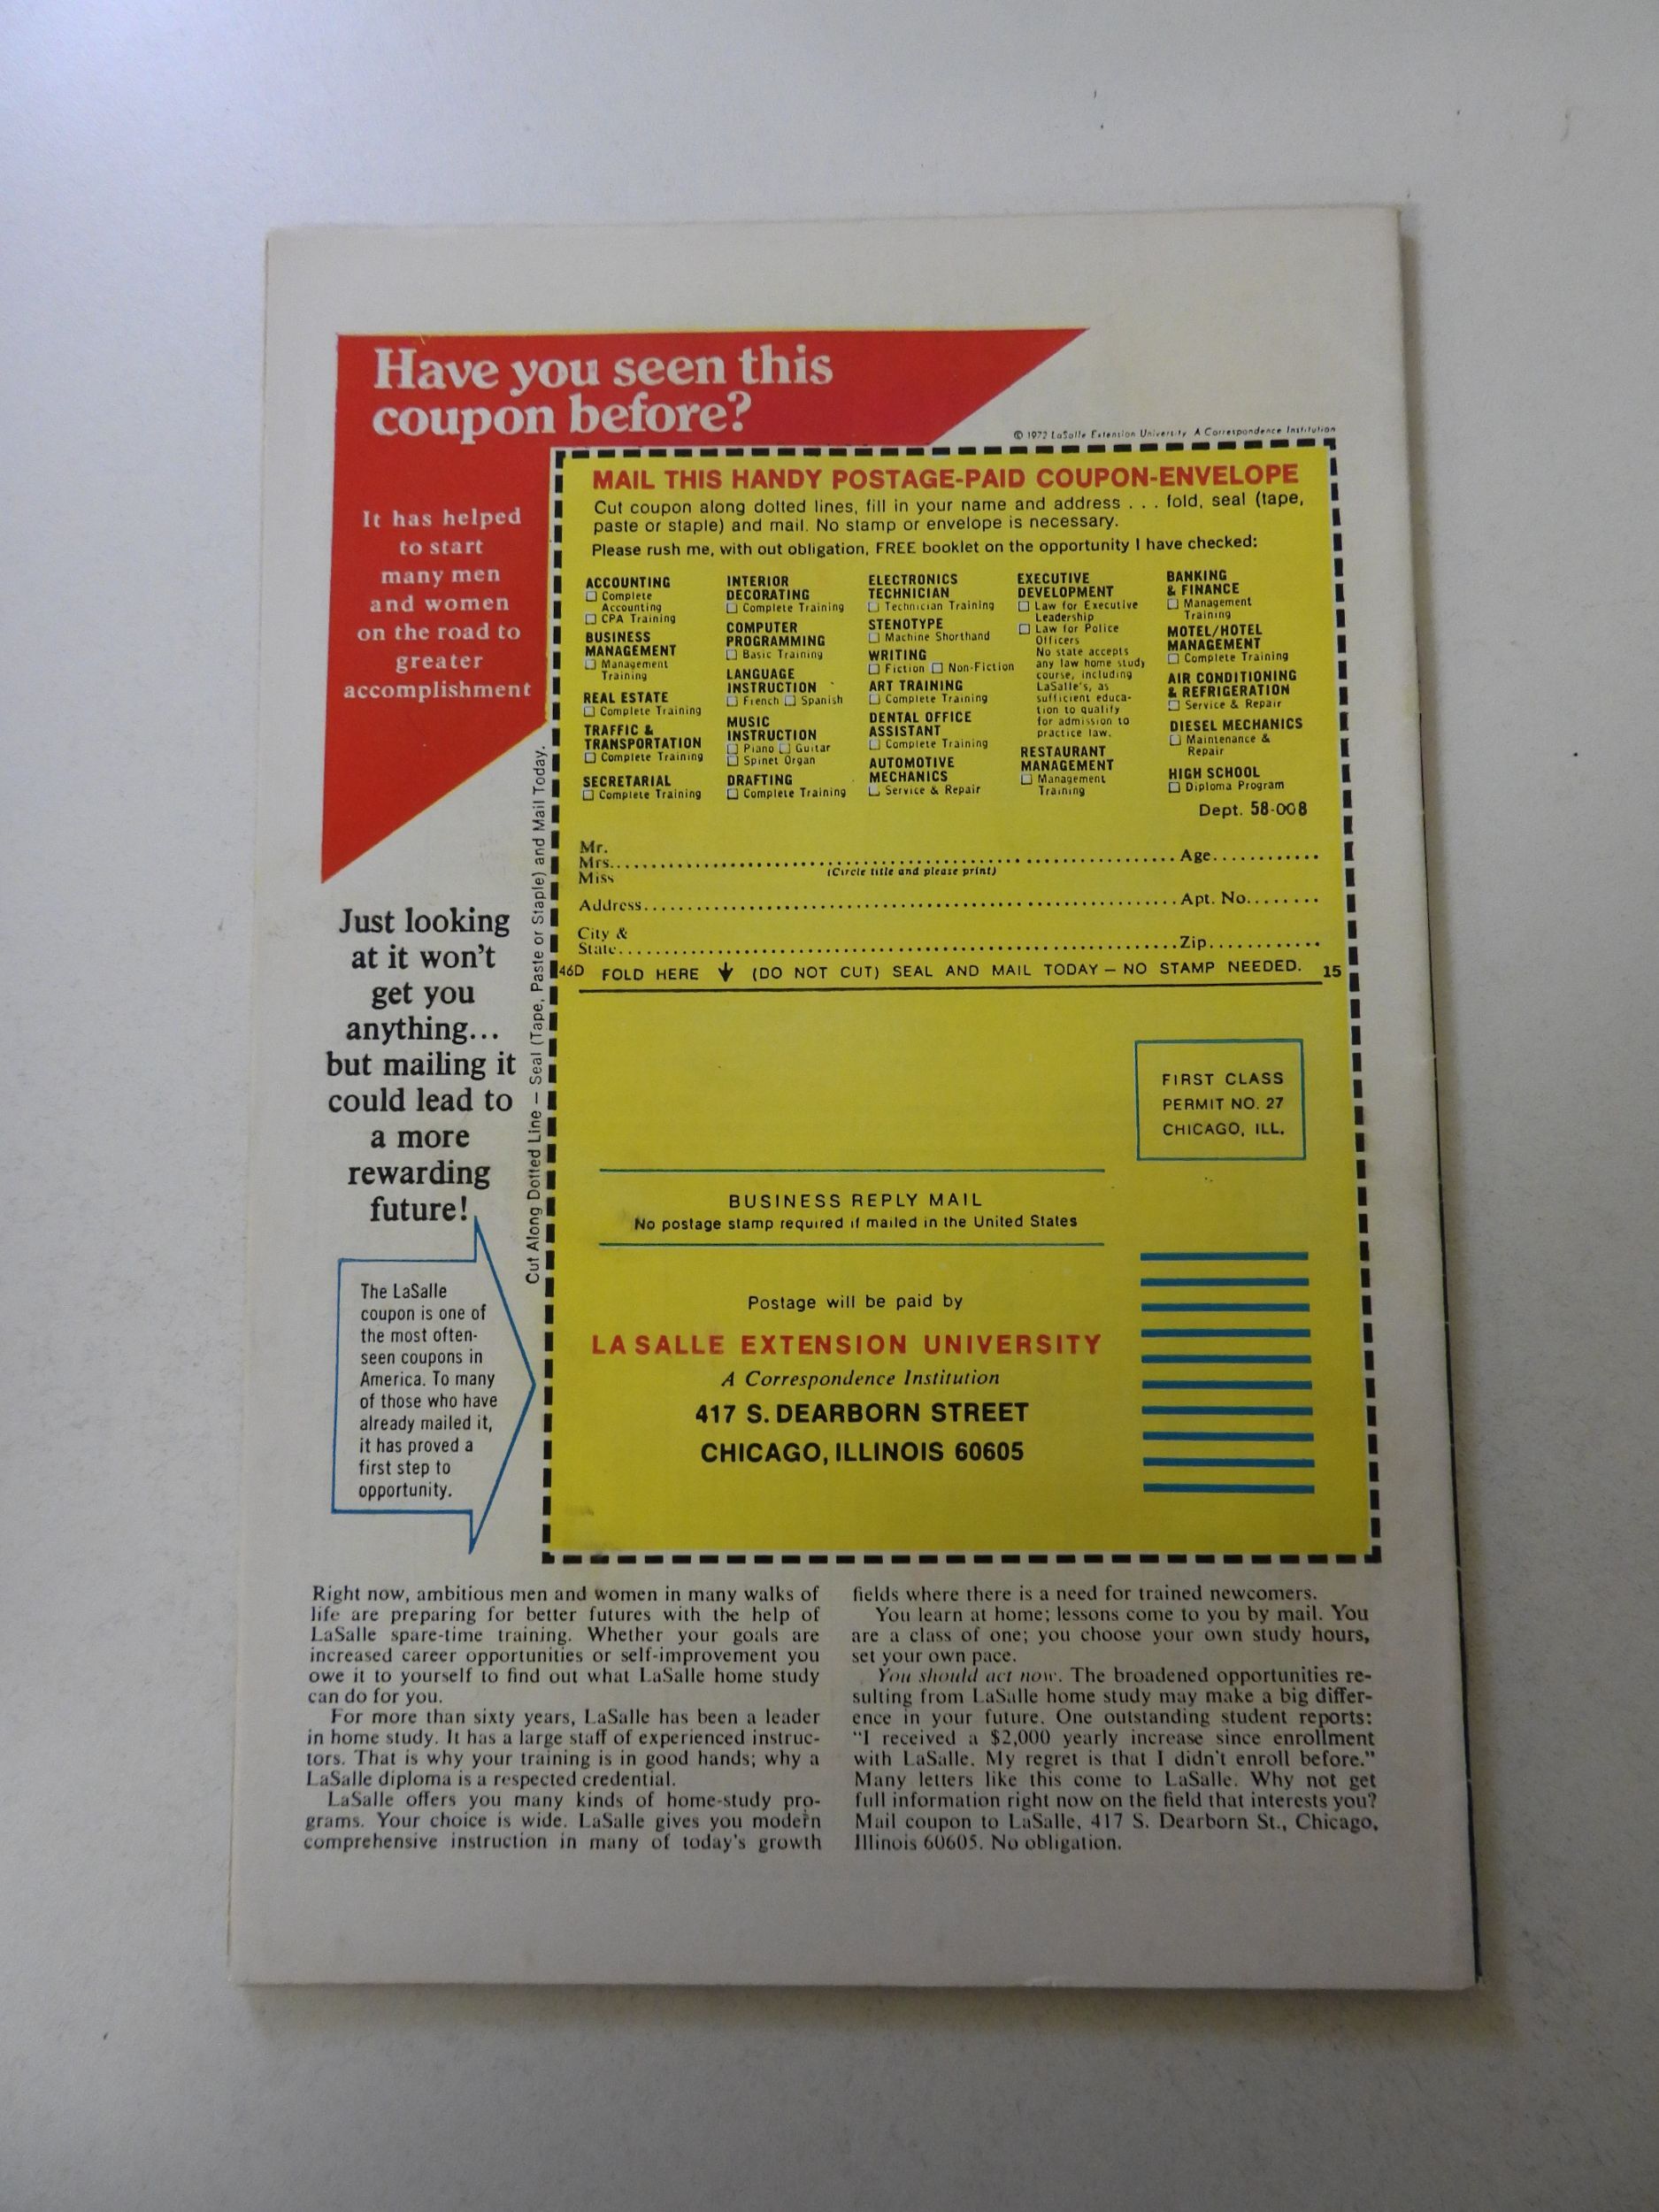 Have you seen this
coupon before?
It has helped
to start
many men
and women
on the road to
greater
accomplishment
© 1972 LaSalle Extension University A Correspondence Institution
MAIL THIS HANDY POSTAGE-PAID COUPON-ENVELOPE
Cut coupon along dotted lines, fill in your name and address . . . fold, seal (tape,
paste or staple) and mail. No stamp or envelope is necessary.
Please rush me, with out obligation, FREE booklet on the opportunity I have checked:
ACCOUNTING
Complete
Accounting
CPA Training
BUSINESS
MANAGEMENT
Management
Training
REAL ESTATE
Complete Training
TRAFFIC &
TRANSPORTATION
Complete Training
SECRETARIAL
Complete Training
INTERIOR
DECORATING
Complete Training
COMPUTER
PROGRAMMING
Basic Training
LANGUAGE
INSTRUCTION
French Spanish
MUSIC
INSTRUCTION
Piano Guitar
Spinet Organ
DRAFTING
Complete Training
ELECTRONICS
TECHNICIAN
Technician Training
STENOTYPE
Machine Shorthand
WRITING
Fiction Non-Fiction
ART TRAINING
Complete Training
DENTAL OFFICE
ASSISTANT
Complete Training
AUTOMOTIVE
MECHANICS
Service & Repair
EXECUTIVE
DEVELOPMENT
Law for Executive
Leadership
Law for Police
Officers
No state accepts
any law home study
course, including
LaSalle's, as
sufficient educa-
tion to qualify
for admission to
practice law.
RESTAURANT
MANAGEMENT
Management
Training
BANKING
& FINANCE
Management
Training
MOTEL/HOTEL
MANAGEMENT
Complete Training
AIR CONDITIONING
& REFRIGERATION
Service & Repair
DIESEL MECHANICS
Maintenance &
Repair
HIGH SCHOOL
Diploma Program
Dept. 58-008
Mr.
Mrs. Age
Miss
(Circle title and please print)
Address Apt. No.
City &
State Zip
46D FOLD HERE (DO NOT CUT) SEAL AND MAIL TODAY – NO STAMP NEEDED. 15
Cut Along Dotted Line – Seal (Tape, Paste or Staple) and Mail Today.
Just looking
at it won't
get you
anything...
but mailing it
could lead to
a more
rewarding
future!
The LaSalle
coupon is one of
the most often-
seen coupons in
America. To many
of those who have
already mailed it,
it has proved a
first step to
opportunity.
FIRST CLASS
PERMIT NO. 27
CHICAGO, ILL.
BUSINESS REPLY MAIL
No postage stamp required if mailed in the United States
Postage will be paid by
LA SALLE EXTENSION UNIVERSITY
A Correspondence Institution
417 S. DEARBORN STREET
CHICAGO, ILLINOIS 60605
Right now, ambitious men and women in many walks of
life are preparing for better futures with the help of
LaSalle spare-time training. Whether your goals are
increased career opportunities or self-improvement you
owe it to yourself to find out what LaSalle home study
can do for you.
For more than sixty years, LaSalle has been a leader
in home study. It has a large staff of experienced instruc-
tors. That is why your training is in good hands; why a
LaSalle diploma is a respected credential.
LaSalle offers you many kinds of home-study pro-
grams. Your choice is wide. LaSalle gives you modern
comprehensive instruction in many of today's growth
fields where there is a need for trained newcomers.
You learn at home; lessons come to you by mail. You
are a class of one; you choose your own study hours,
set your own pace.
You should act now. The broadened opportunities re-
sulting from LaSalle home study may make a big differ-
ence in your future. One outstanding student reports:
"I received a $2,000 yearly increase since enrollment
with LaSalle. My regret is that I didn't enroll before."
Many letters like this come to LaSalle. Why not get
full information right now on the field that interests you?
Mail coupon to LaSalle, 417 S. Dearborn St., Chicago,
Illinois 60605. No obligation.